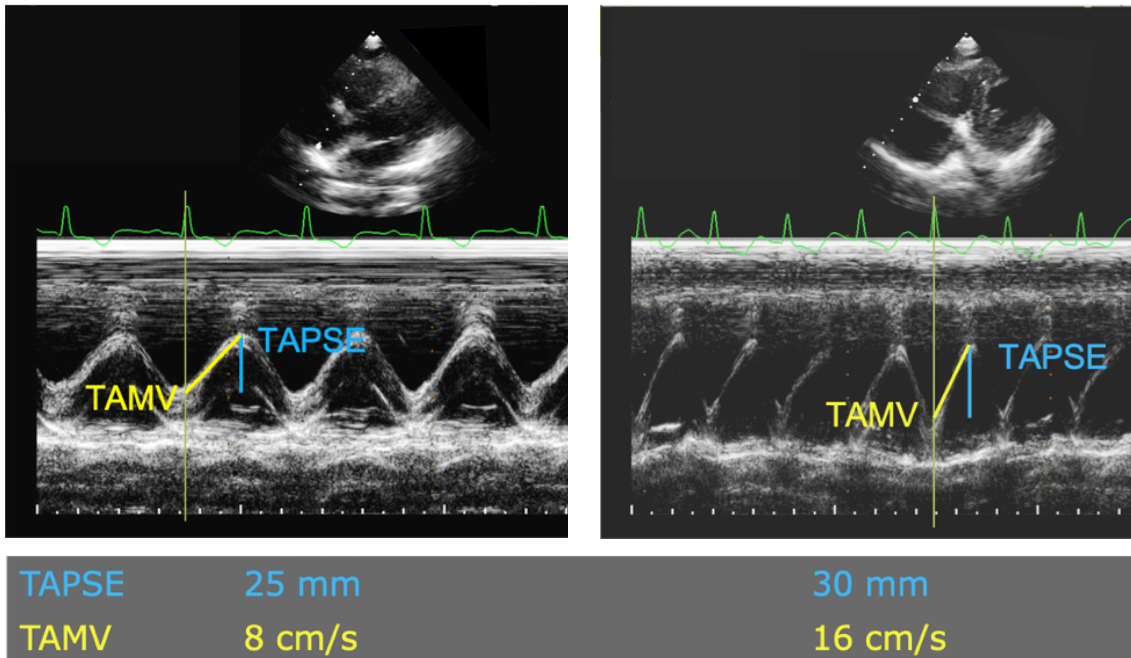 TAPSE
TAMV
TAPSE
TAMV
TAPSE 25 mm 30 mm
TAMV 8 cm/s 16 cm/s